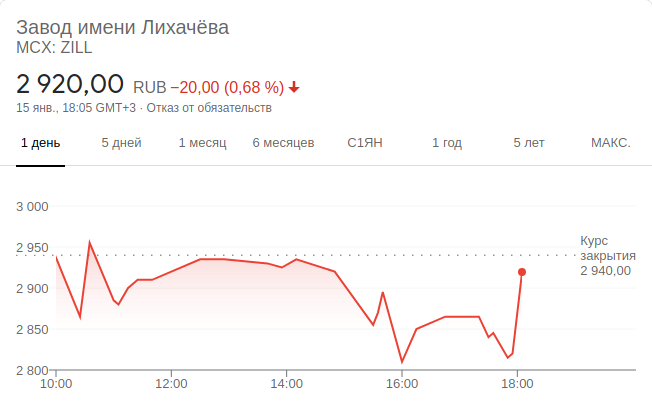 Завод имени Лихачёва
MCX: ZILL
2 920,00 RUB −20,00 (0,68 %)
15 янв., 18:05 GMT+3 · Отказ от обязательств
1 день 5 дней 1 месяц 6 месяцев С1ЯН 1 год 5 лет МАКС.
3 000
2 950
2 900
2 850
2 800
Курс
закрытия
2 940,00
10:00 12:00 14:00 16:00 18:00